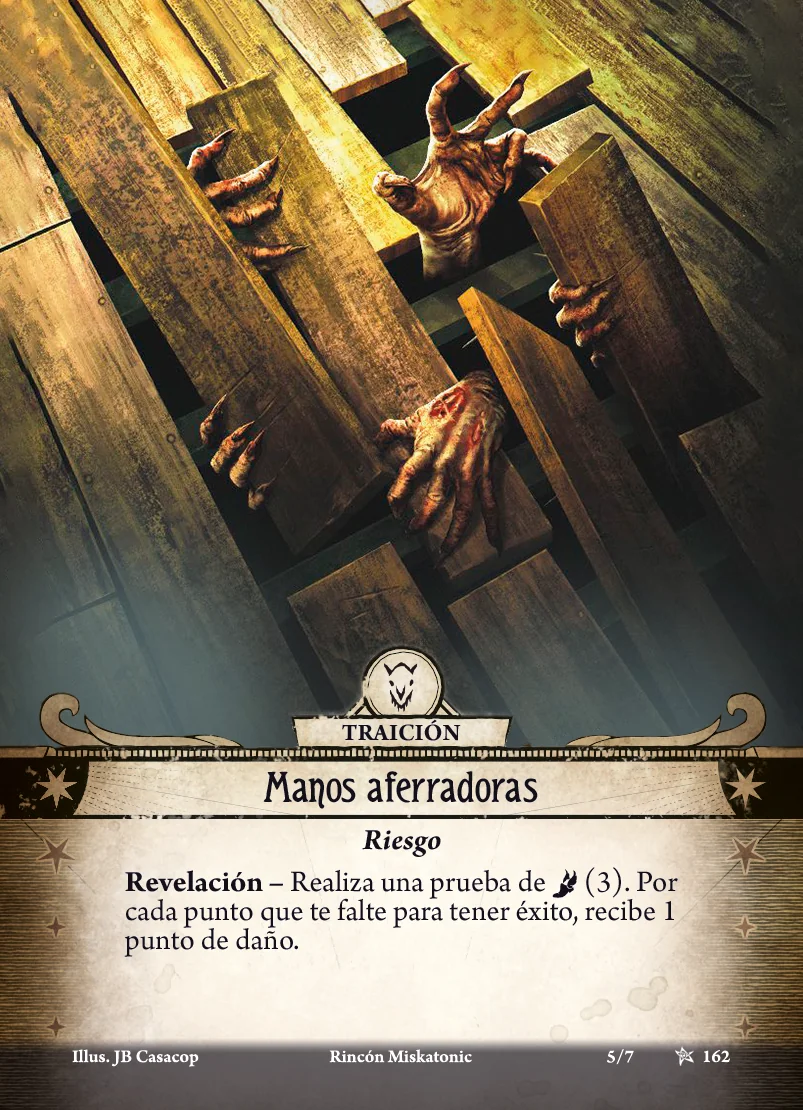 TRAICIÓN
Manos aferradoras
Riesgo
Revelación – Realiza una prueba de (3). Por
cada punto que te falte para tener éxito, recibe 1
punto de daño.
Illus. JB Casacop Rincón Miskatonic 5/7 162